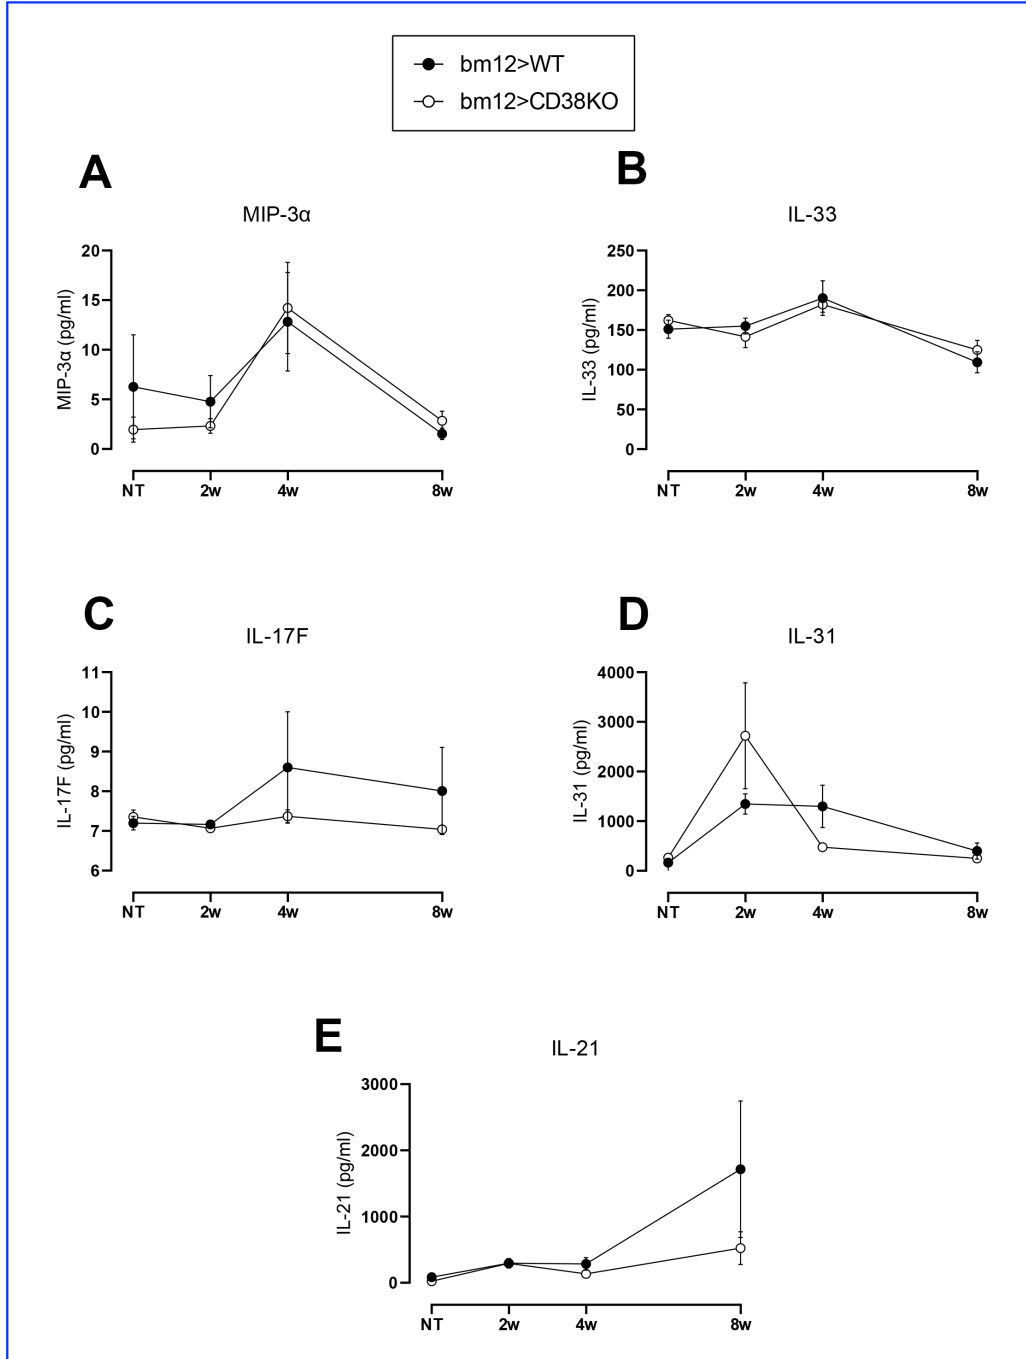 bm12>WT
bm12>CD38KO
A
B
MIP-3α
IL-33
MIP-3α (pg/ml)
20
15
10
5
0
NT 2w 4w 8w
IL-33 (pg/ml)
250
200
150
100
50
0
NT 2w 4w 8w
C
D
IL-17F
IL-31
IL-17F (pg/ml)
11
10
9
8
7
6
NT 2w 4w 8w
IL-31 (pg/ml)
4000
3000
2000
1000
0
NT 2w 4w 8w
E
IL-21
IL-21 (pg/ml)
3000
2000
1000
0
NT 2w 4w 8w